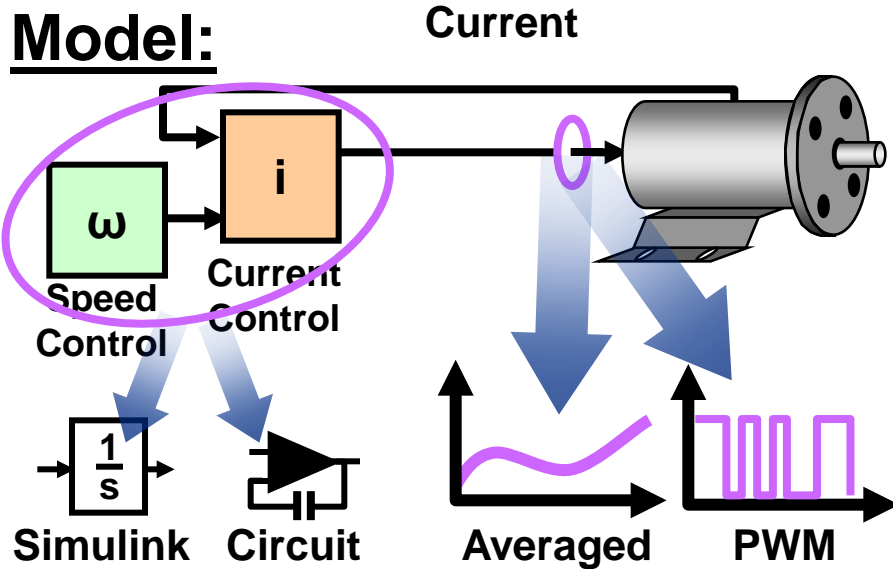 Model:
Current
i
ω
Current
Control
Speed
Control
1
s
Simulink
Circuit
Averaged
PWM